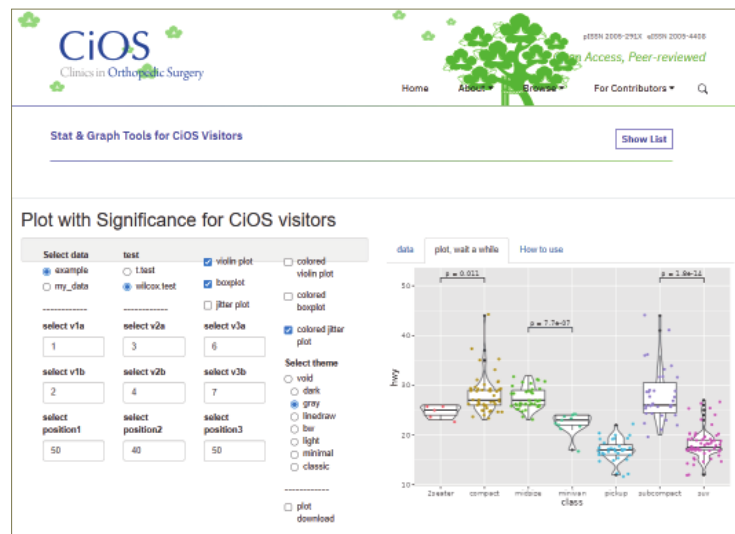 CiOS
Clinics in Orthopedic Surgery
pISSN 2005-291X eISSN 2005-4408
Open Access, Peer-reviewed
Home About Browse For Contributors
Stat & Graph Tools for CiOS Visitors
Show List
Plot with Significance for CiOS visitors
Select data
example
my_data
------------
test
t.test
wilcox.test
------------
violin plot
boxplot
jitter plot
colored violin plot
colored boxplot
colored jitter plot
select v1a
1
select v2a
3
select v3a
6
select v1b
2
select v2b
4
select v3b
7
select position1
50
select position2
40
select position3
50
Select theme
void
dark
gray
linedraw
bw
light
minimal
classic
------------
plot download
data
plot, wait a while
How to use
p = 0.011
p = 7.7e-07
p = 1.8e-14
hwy
50
40
30
20
10
2seater compact midsize minivan pickup subcompact suv
class